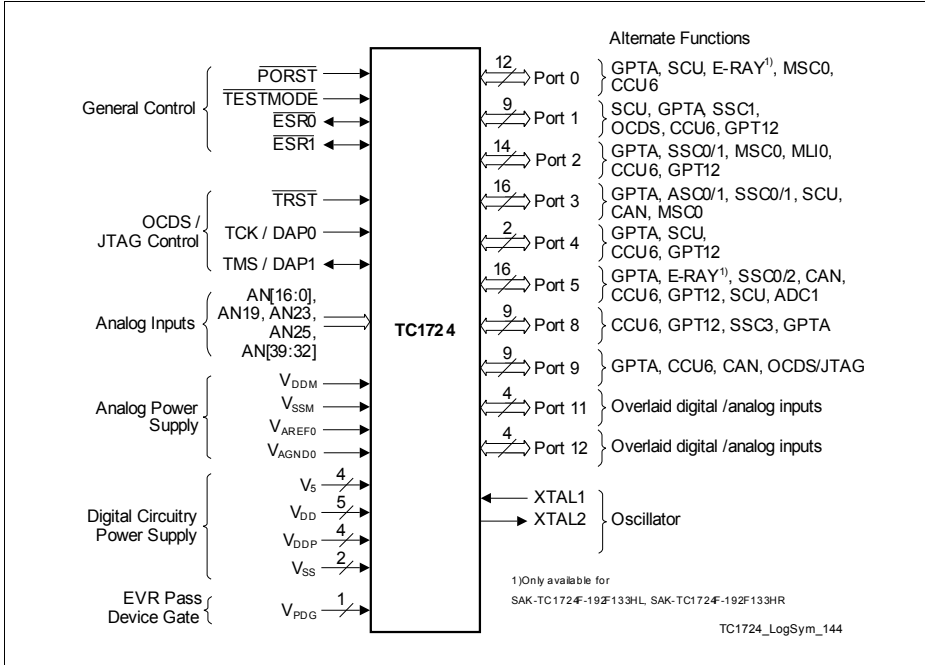 General Control
PORST
TESTMODE
ESR0
ESR1
OCDS /
JTAG Control
TRST
TCK / DAP0
TMS / DAP1
Analog Inputs
AN[16:0],
AN19, AN23,
AN25,
AN[39:32]
Analog Power
Supply
VDDM
VSSM
VAREF0
VAGND0
Digital Circuitry
Power Supply
V5 4
VDD 5
VDDP 4
VSS 2
EVR Pass
Device Gate
VPDG 1
TC1724
Alternate Functions
12 Port 0 GPTA, SCU, E-RAY1), MSC0,
CCU6
9 Port 1 SCU, GPTA, SSC1,
OCDS, CCU6, GPT12
14 Port 2 GPTA, SSC0/1, MSC0, MLI0,
CCU6, GPT12
16 Port 3 GPTA, ASC0/1, SSC0/1, SCU,
CAN, MSC0
2 Port 4 GPTA, SCU,
CCU6, GPT12
16 Port 5 GPTA, E-RAY1), SSC0/2, CAN,
CCU6, GPT12, SCU, ADC1
9 Port 8 CCU6, GPT12, SSC3, GPTA
9 Port 9 GPTA, CCU6, CAN, OCDS/JTAG
4 Port 11 Overlaid digital /analog inputs
4 Port 12 Overlaid digital /analog inputs
XTAL1
XTAL2
Oscillator
1)Only available for
SAK-TC1724F-192F133HL, SAK-TC1724F-192F133HR
TC1724_LogSym_144